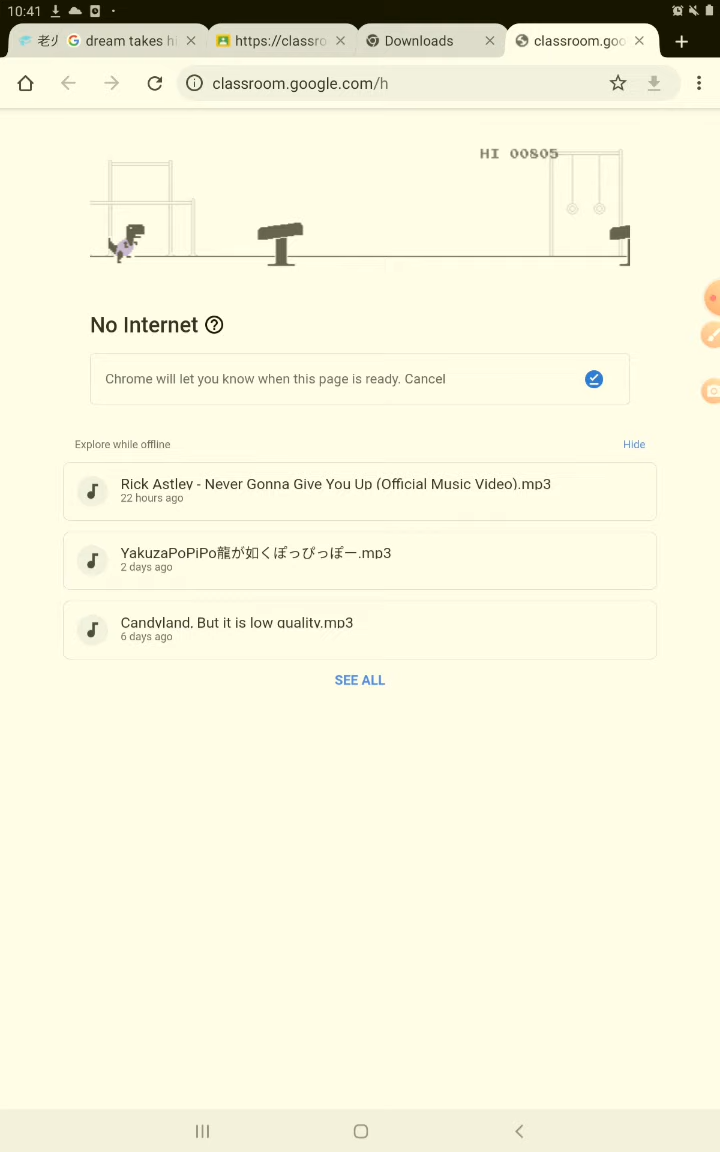 10:41
老火 dream takes hi https://classro Downloads classroom.goo
classroom.google.com/h
HI 00805
No Internet
Chrome will let you know when this page is ready. Cancel
Explore while offline Hide
Rick Astley - Never Gonna Give You Up (Official Music Video).mp3
22 hours ago
YakuzaPoPiPo龍が如くぽっぴっぽー.mp3
2 days ago
Candyland. But it is low quality.mp3
6 days ago
SEE ALL